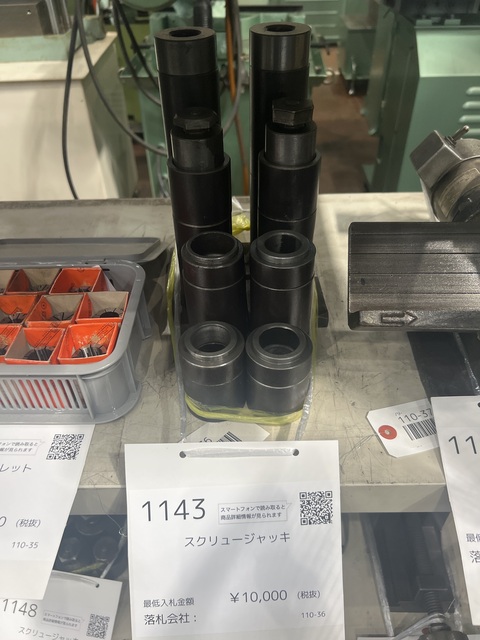 レット
(税抜)
110-35
1148
スクリュージャッキ
1143
スマートフォンで読み取ると
商品詳細情報が見られます
スクリュージャッキ
最低入札金額 ¥10,000 (税抜)
落札会社：
110-36
110-37
11